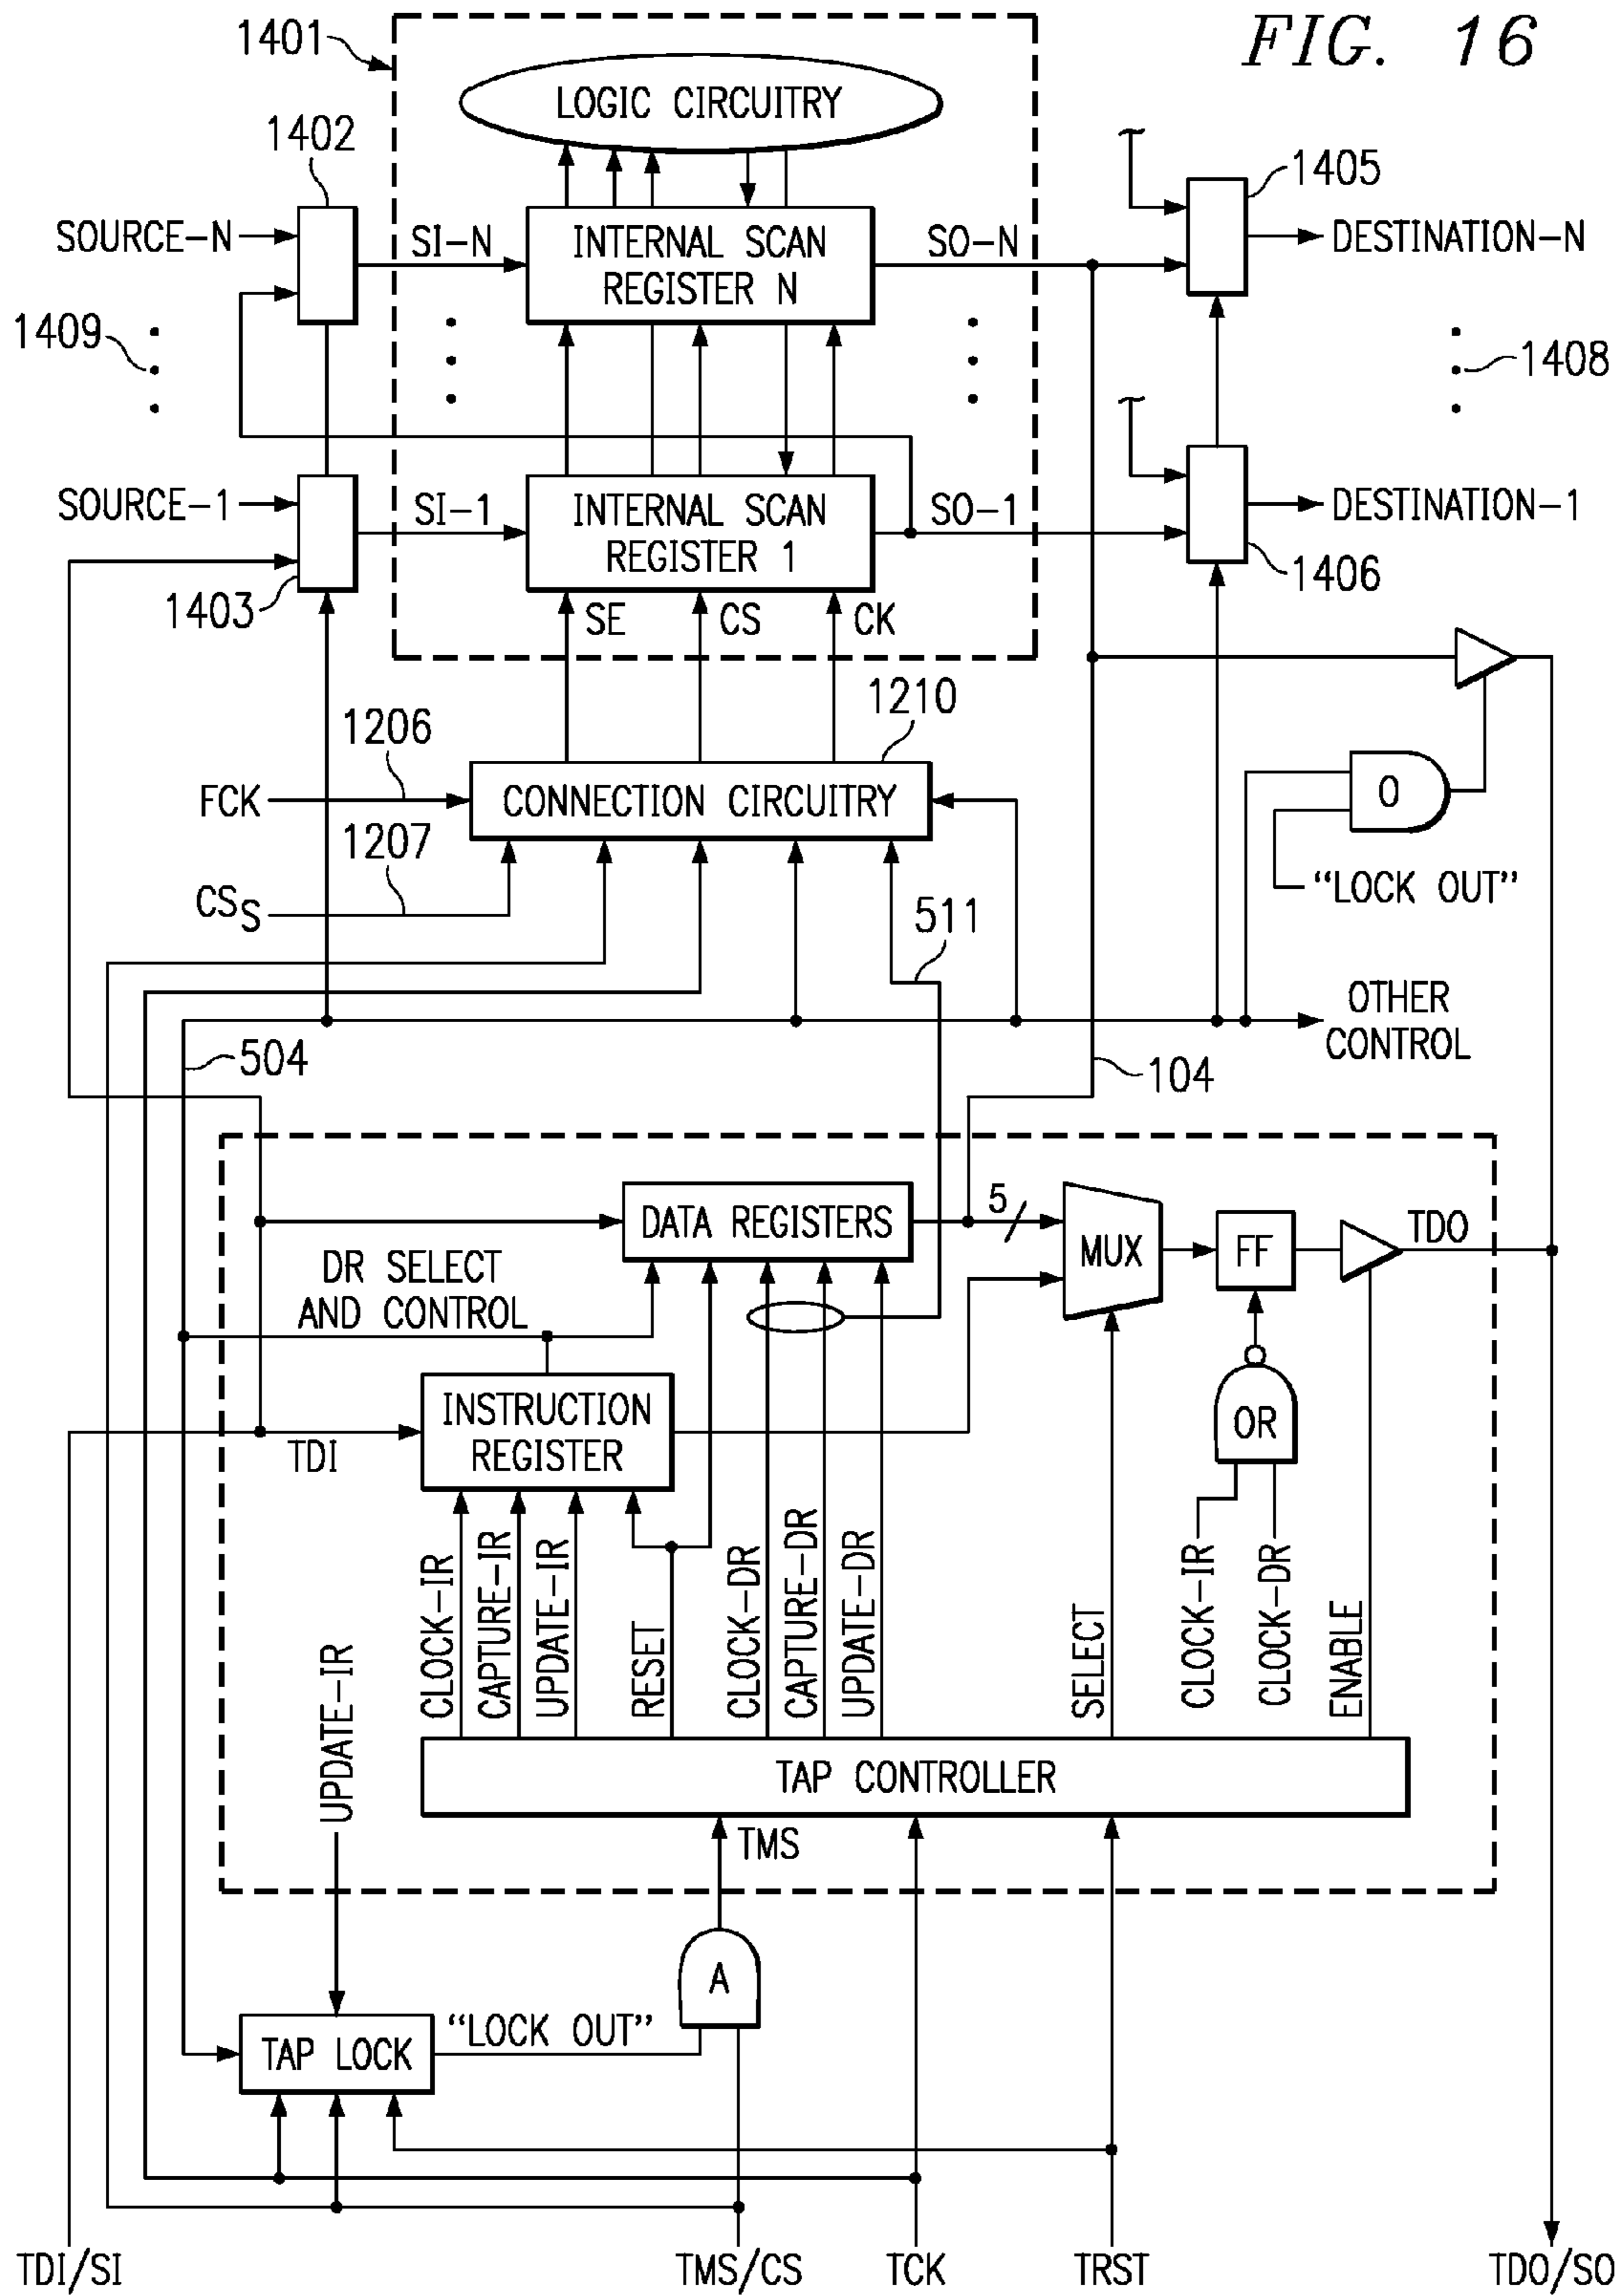 FIG. 16
1401
LOGIC CIRCUITRY
1402
1405
SOURCE-N
SI-N
INTERNAL SCAN
REGISTER N
SO-N
DESTINATION-N
1409
1408
SOURCE-1
SI-1
INTERNAL SCAN
REGISTER 1
SO-1
DESTINATION-1
1403
1406
SE
CS
CK
1210
1206
FCK
CONNECTION CIRCUITRY
O
1207
"LOCK OUT"
CSS
511
OTHER
CONTROL
504
104
DATA REGISTERS
5
MUX
FF
TDO
DR SELECT
AND CONTROL
INSTRUCTION
REGISTER
OR
TDI
CLOCK-IR
CAPTURE-IR
UPDATE-IR
RESET
CLOCK-DR
CAPTURE-DR
UPDATE-DR
SELECT
CLOCK-IR
CLOCK-DR
ENABLE
UPDATE-IR
TAP CONTROLLER
TMS
A
TAP LOCK
"LOCK OUT"
TDI/SI
TMS/CS
TCK
TRST
TDO/SO